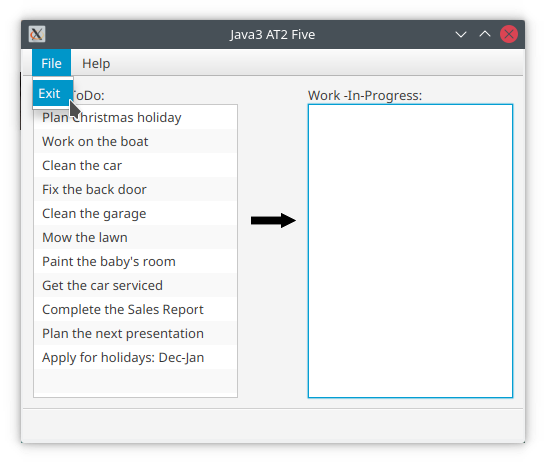 Java3 AT2 Five
File Help
Exit
ToDo:
Work -In-Progress:
Plan Christmas holiday
Work on the boat
Clean the car
Fix the back door
Clean the garage
Mow the lawn
Paint the baby's room
Get the car serviced
Complete the Sales Report
Plan the next presentation
Apply for holidays: Dec-Jan